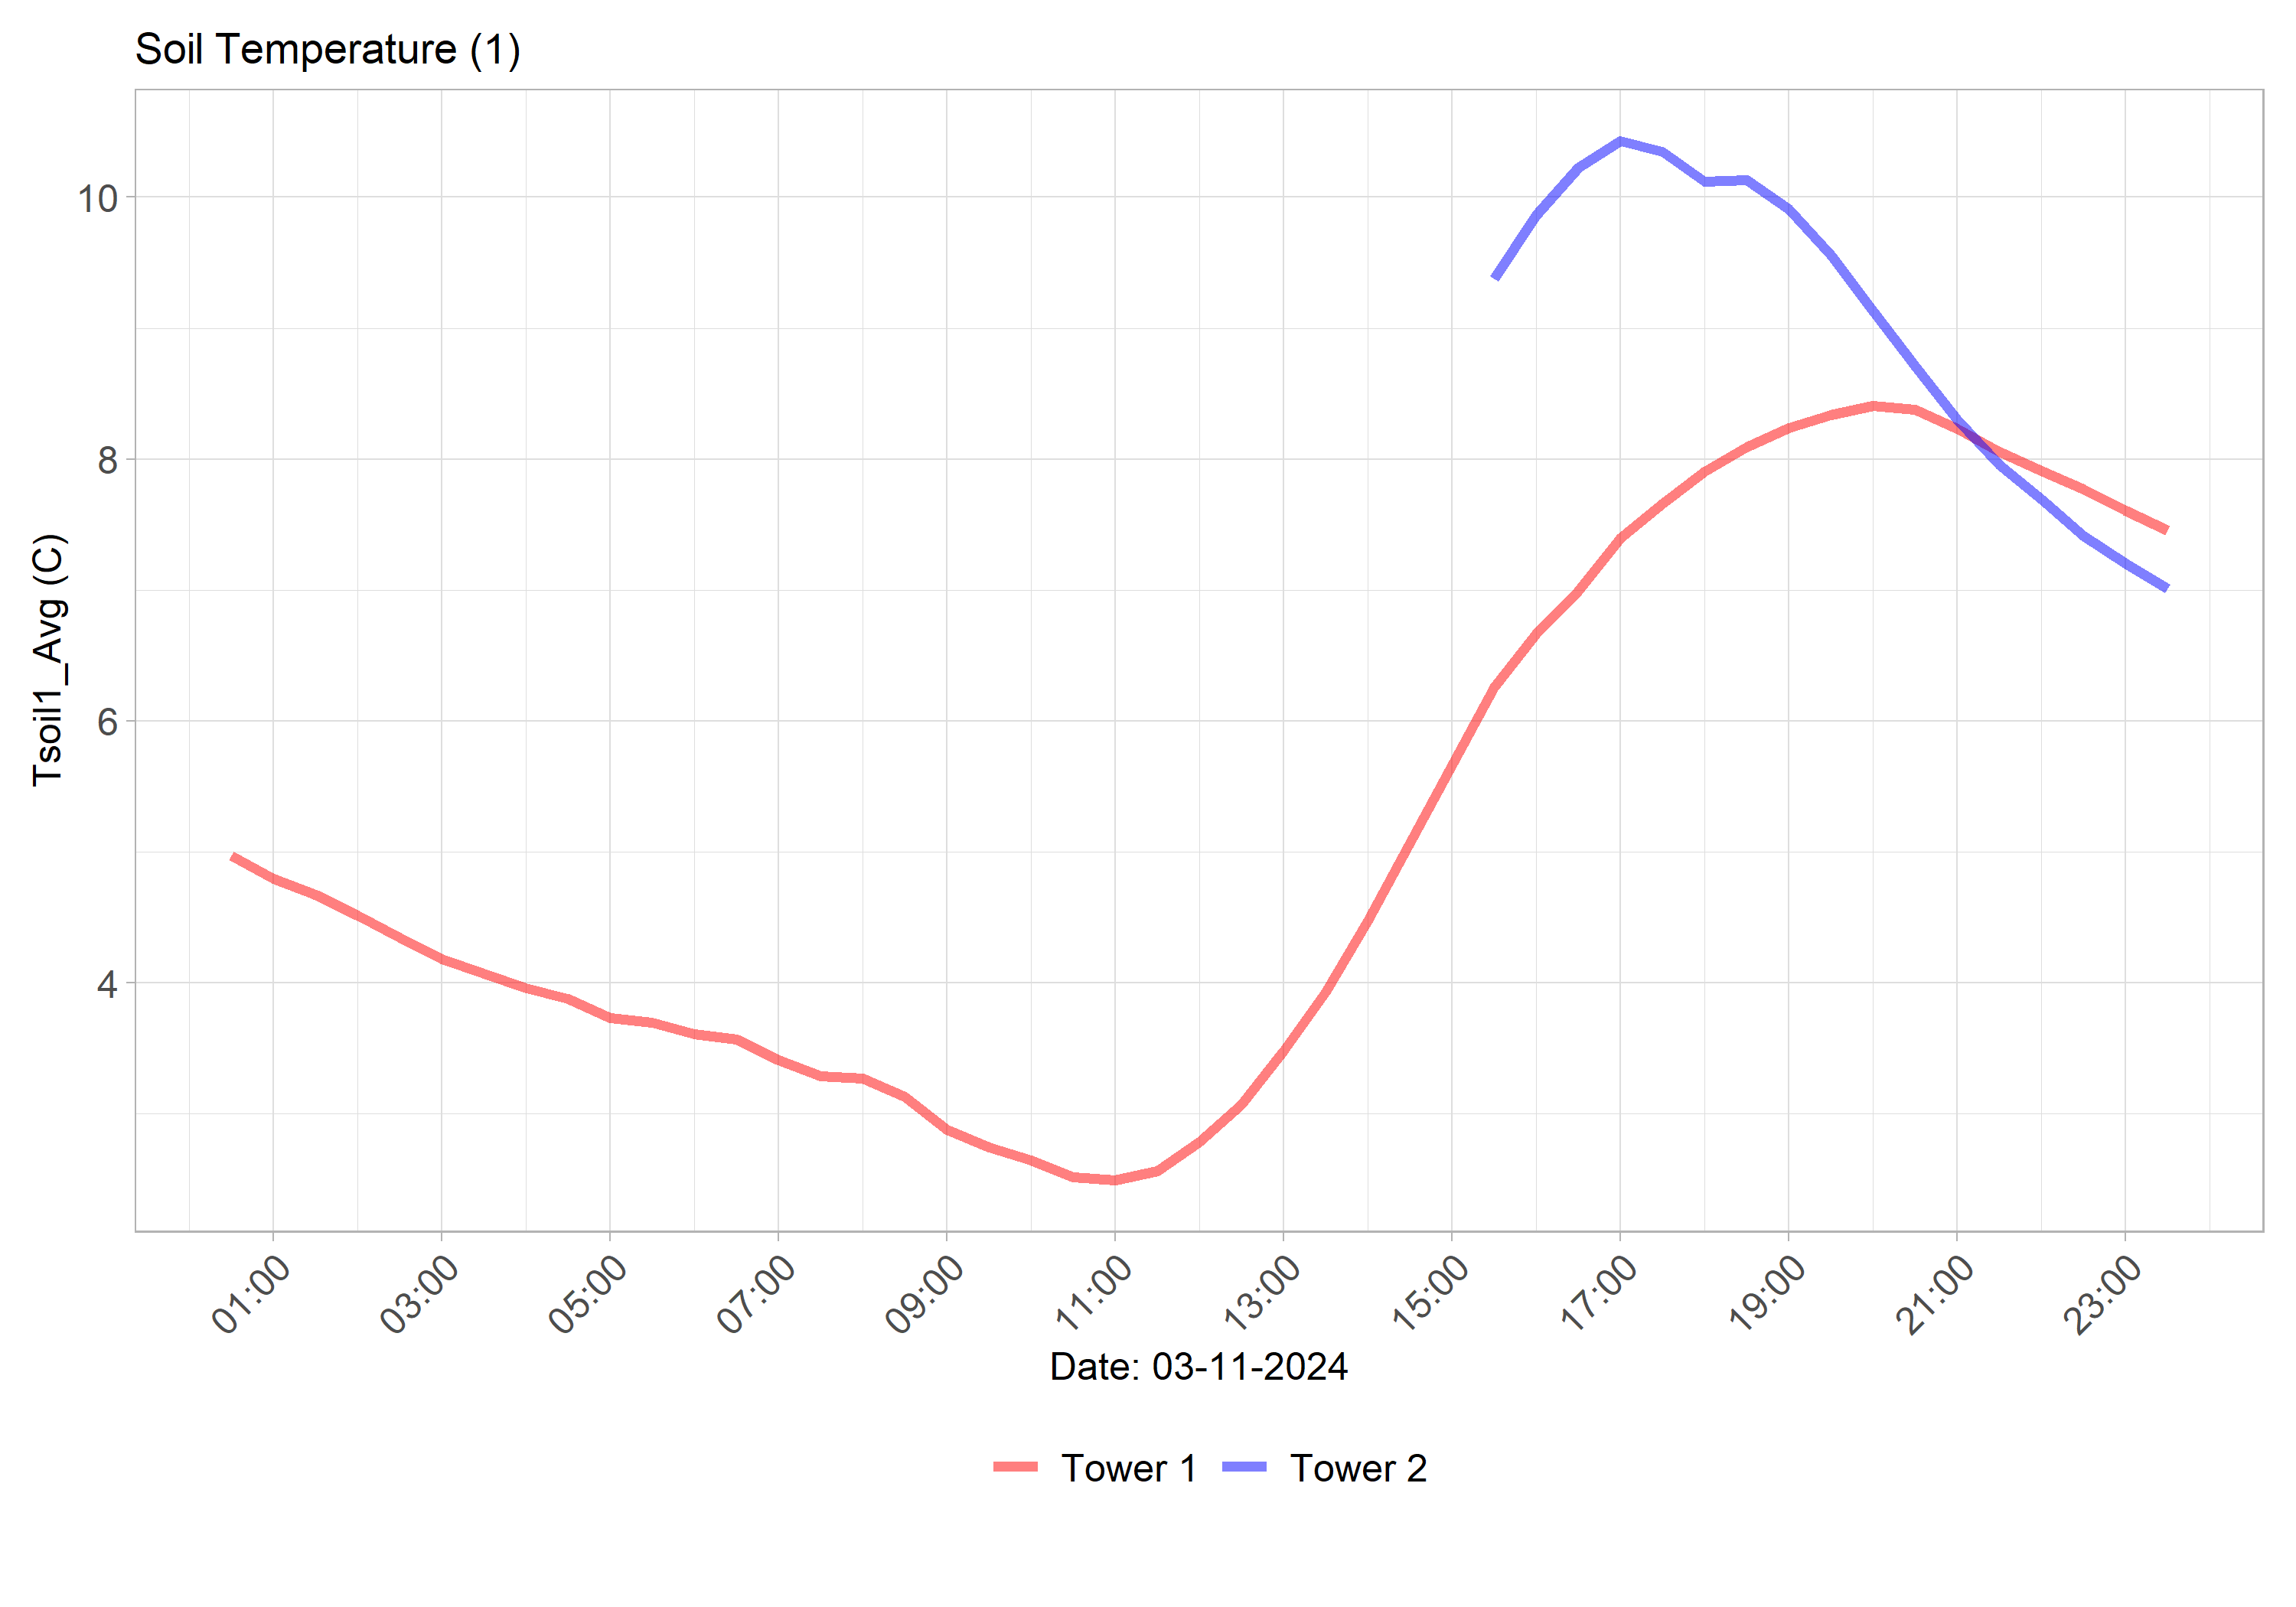 Soil Temperature (1)
Tsoil1_Avg (C)
10
8
6
4
01:00 03:00 05:00 07:00 09:00 11:00 13:00 15:00 17:00 19:00 21:00 23:00
Date: 03-11-2024
Tower 1 Tower 2